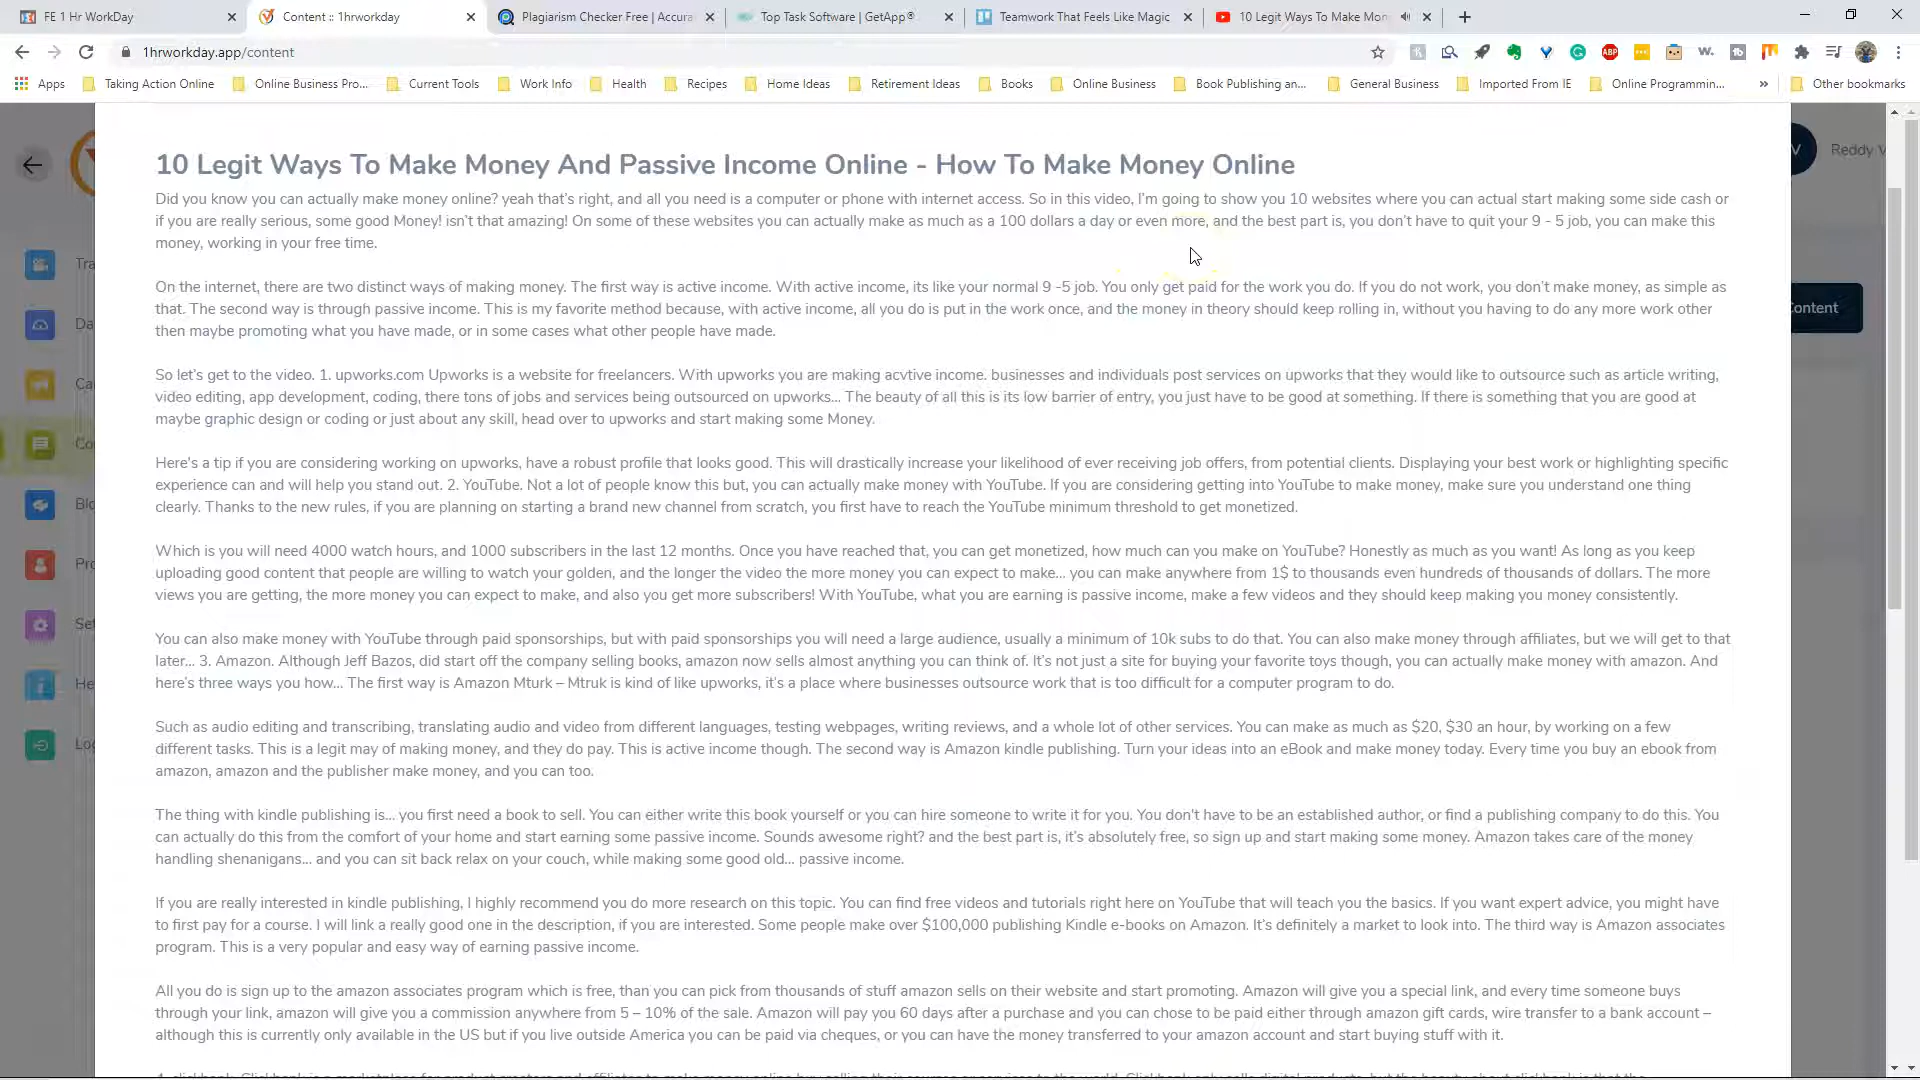 FE 1 Hr WorkDay
Content :: 1hrworkday
Plagiarism Checker Free | Accura
Top Task Software | GetApp®
Teamwork That Feels Like Magic
10 Legit Ways To Make Mon
1hrworkday.app/content
Apps
Taking Action Online
Online Business Pro...
Current Tools
Work Info
Health
Recipes
Home Ideas
Retirement Ideas
Books
Online Business
Book Publishing an...
General Business
Imported From IE
Online Programmin...
Other bookmarks
10 Legit Ways To Make Money And Passive Income Online - How To Make Money Online
Did you know you can actually make money online? yeah that's right, and all you need is a computer or phone with internet access. So in this video, I'm going to show you 10 websites where you can actual start making some side cash or
if you are really serious, some good Money! isn't that amazing! On some of these websites you can actually make as much as a 100 dollars a day or even more, and the best part is, you don't have to quit your 9 - 5 job, you can make this
money, working in your free time.
On the internet, there are two distinct ways of making money. The first way is active income. With active income, its like your normal 9 -5 job. You only get paid for the work you do. If you do not work, you don't make money, as simple as
that. The second way is through passive income. This is my favorite method because, with active income, all you do is put in the work once, and the money in theory should keep rolling in, without you having to do any more work other
then maybe promoting what you have made, or in some cases what other people have made.
So let's get to the video. 1. upworks.com Upworks is a website for freelancers. With upworks you are making acvtive income. businesses and individuals post services on upworks that they would like to outsource such as article writing,
video editing, app development, coding, there tons of jobs and services being outsourced on upworks... The beauty of all this is its low barrier of entry, you just have to be good at something. If there is something that you are good at
maybe graphic design or coding or just about any skill, head over to upworks and start making some Money.
Here's a tip if you are considering working on upworks, have a robust profile that looks good. This will drastically increase your likelihood of ever receiving job offers, from potential clients. Displaying your best work or highlighting specific
experience can and will help you stand out. 2. YouTube. Not a lot of people know this but, you can actually make money with YouTube. If you are considering getting into YouTube to make money, make sure you understand one thing
clearly. Thanks to the new rules, if you are planning on starting a brand new channel from scratch, you first have to reach the YouTube minimum threshold to get monetized.
Which is you will need 4000 watch hours, and 1000 subscribers in the last 12 months. Once you have reached that, you can get monetized, how much can you make on YouTube? Honestly as much as you want! As long as you keep
uploading good content that people are willing to watch your golden, and the longer the video the more money you can expect to make... you can make anywhere from 1$ to thousands even hundreds of thousands of dollars. The more
views you are getting, the more money you can expect to make, and also you get more subscribers! With YouTube, what you are earning is passive income, make a few videos and they should keep making you money consistently.
You can also make money with YouTube through paid sponsorships, but with paid sponsorships you will need a large audience, usually a minimum of 10k subs to do that. You can also make money through affiliates, but we will get to that
later... 3. Amazon. Although Jeff Bazos, did start off the company selling books, amazon now sells almost anything you can think of. It's not just a site for buying your favorite toys though, you can actually make money with amazon. And
here's three ways you how... The first way is Amazon Mturk – Mtruk is kind of like upworks, it's a place where businesses outsource work that is too difficult for a computer program to do.
Such as audio editing and transcribing, translating audio and video from different languages, testing webpages, writing reviews, and a whole lot of other services. You can make as much as $20, $30 an hour, by working on a few
different tasks. This is a legit may of making money, and they do pay. This is active income though. The second way is Amazon kindle publishing. Turn your ideas into an eBook and make money today. Every time you buy an ebook from
amazon, amazon and the publisher make money, and you can too.
The thing with kindle publishing is... you first need a book to sell. You can either write this book yourself or you can hire someone to write it for you. You don't have to be an established author, or find a publishing company to do this. You
can actually do this from the comfort of your home and start earning some passive income. Sounds awesome right? and the best part is, it's absolutely free, so sign up and start making some money. Amazon takes care of the money
handling shenanigans... and you can sit back relax on your couch, while making some good old... passive income.
If you are really interested in kindle publishing, I highly recommend you do more research on this topic. You can find free videos and tutorials right here on YouTube that will teach you the basics. If you want expert advice, you might have
to first pay for a course. I will link a really good one in the description, if you are interested. Some people make over $100,000 publishing Kindle e-books on Amazon. It's definitely a market to look into. The third way is Amazon associates
program. This is a very popular and easy way of earning passive income.
All you do is sign up to the amazon associates program which is free, than you can pick from thousands of stuff amazon sells on their website and start promoting. Amazon will give you a special link, and every time someone buys
through your link, amazon will give you a commission anywhere from 5 – 10% of the sale. Amazon will pay you 60 days after a purchase and you can chose to be paid either through amazon gift cards, wire transfer to a bank account –
although this is currently only available in the US but if you live outside America you can be paid via cheques, or you can have the money transferred to your amazon account and start buying stuff with it.
Reddy V
Content
Tra
Da
Ca
Co
Blo
Pro
Set
He
Lo